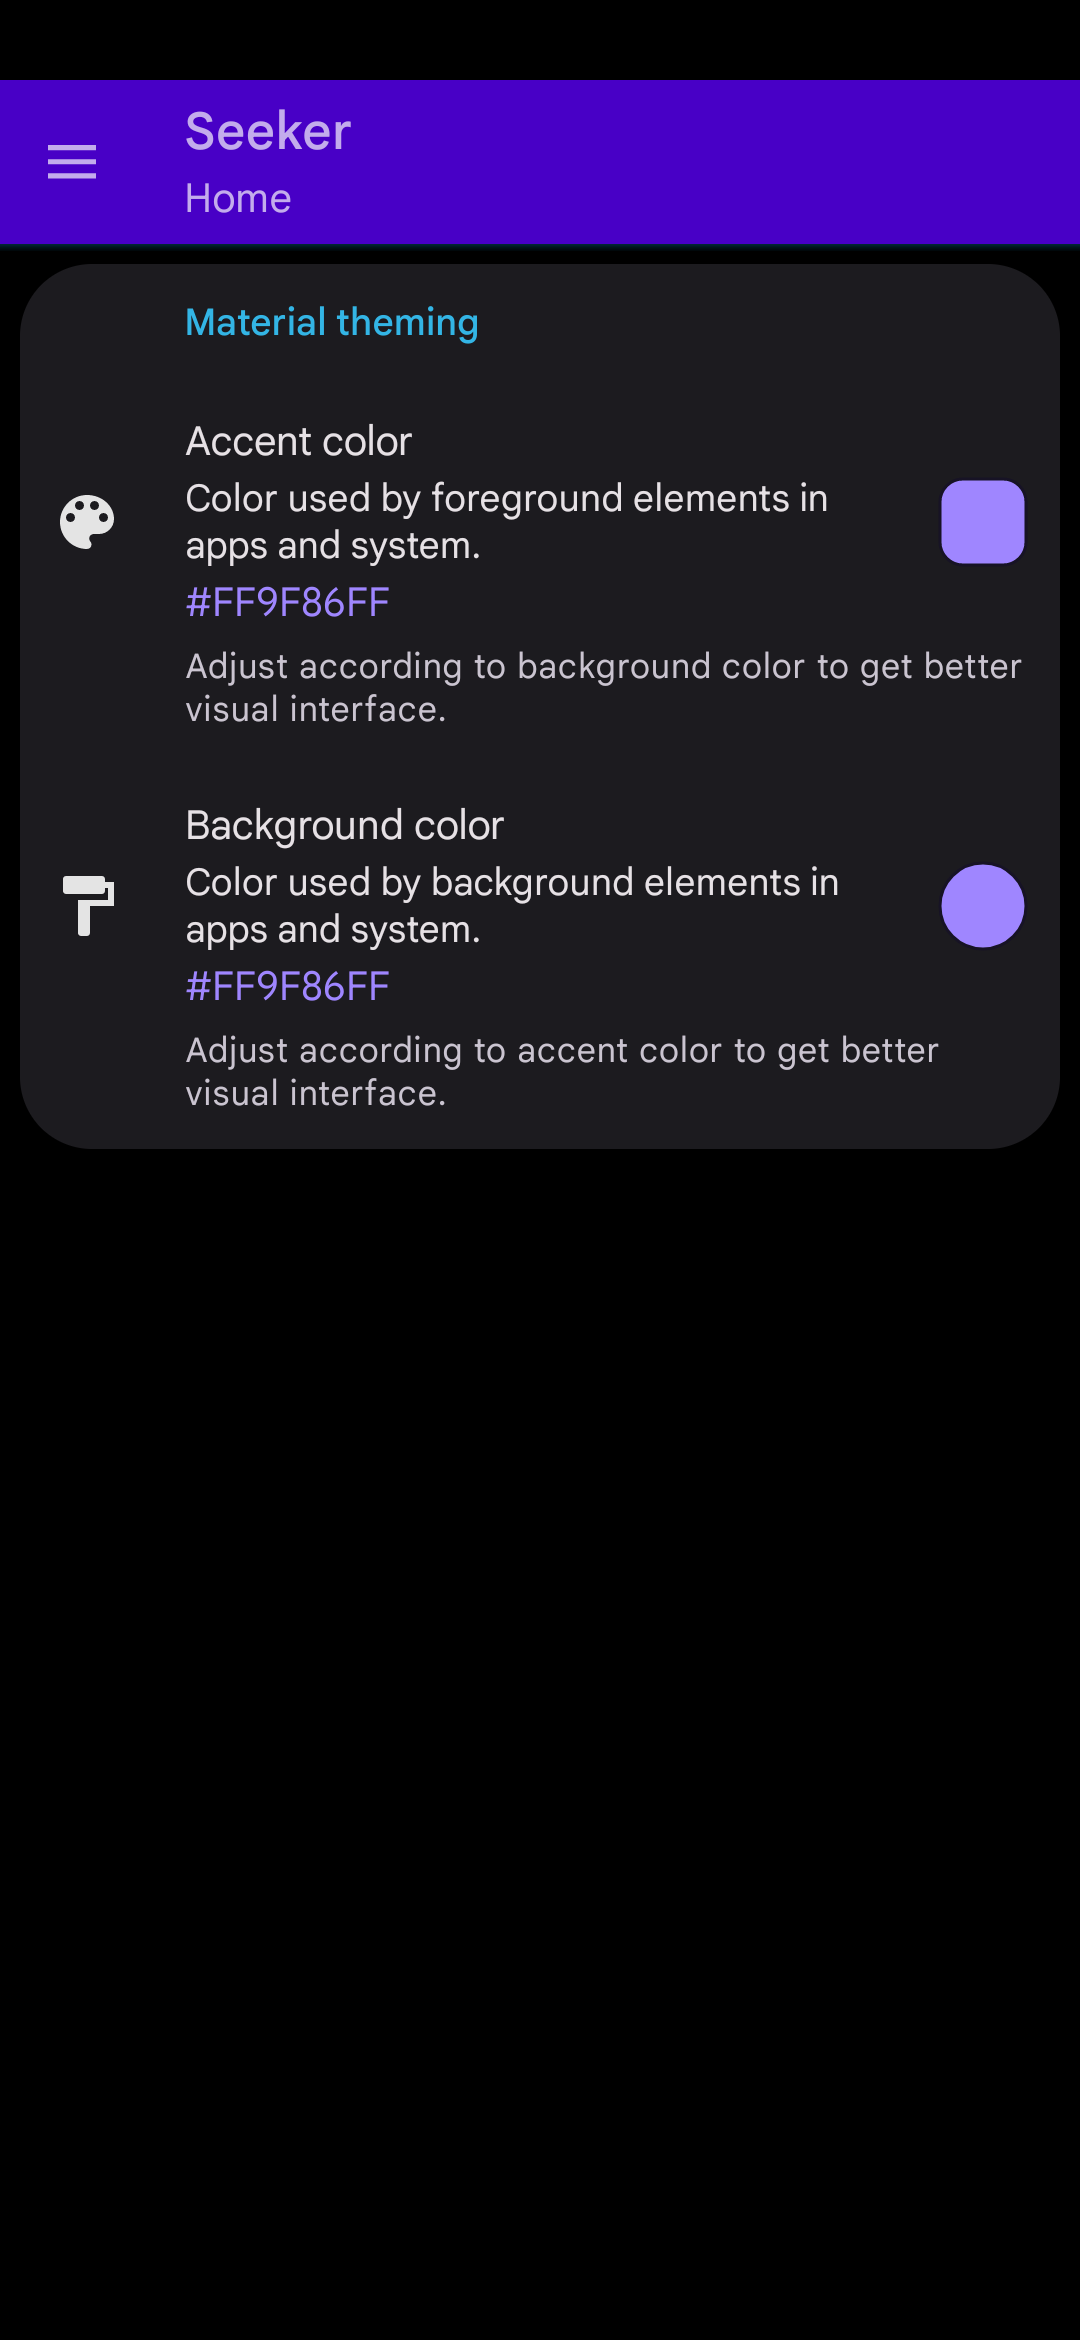 Seeker
Home
Material theming
Accent color
Color used by foreground elements in
apps and system.
#FF9F86FF
Adjust according to background color to get better
visual interface.
Background color
Color used by background elements in
apps and system.
#FF9F86FF
Adjust according to accent color to get better
visual interface.